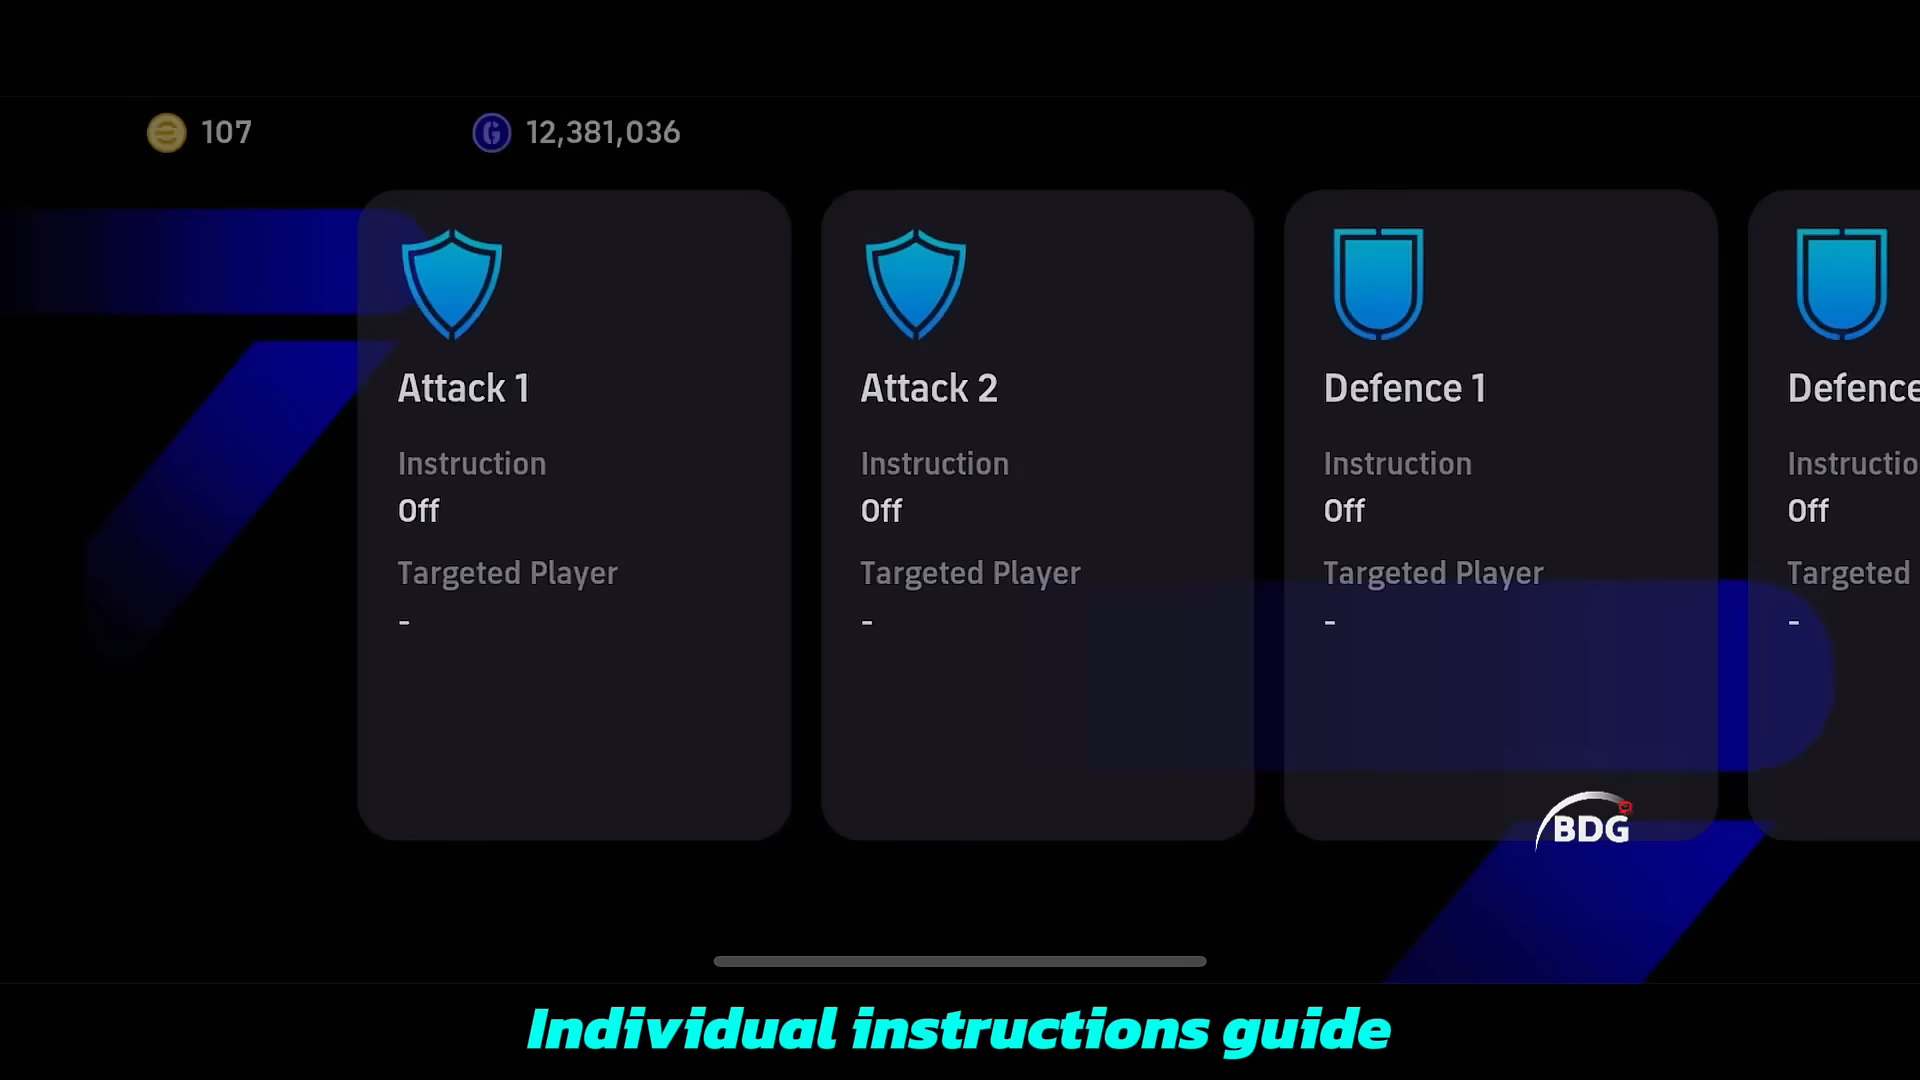 107
12,381,036
Attack 1
Instruction
Off
Targeted Player
-
Attack 2
Instruction
Off
Targeted Player
-
Defence 1
Instruction
Off
Targeted Player
-
Defence
Instructio
Off
Targeted
-
BDG
Individual instructions guide